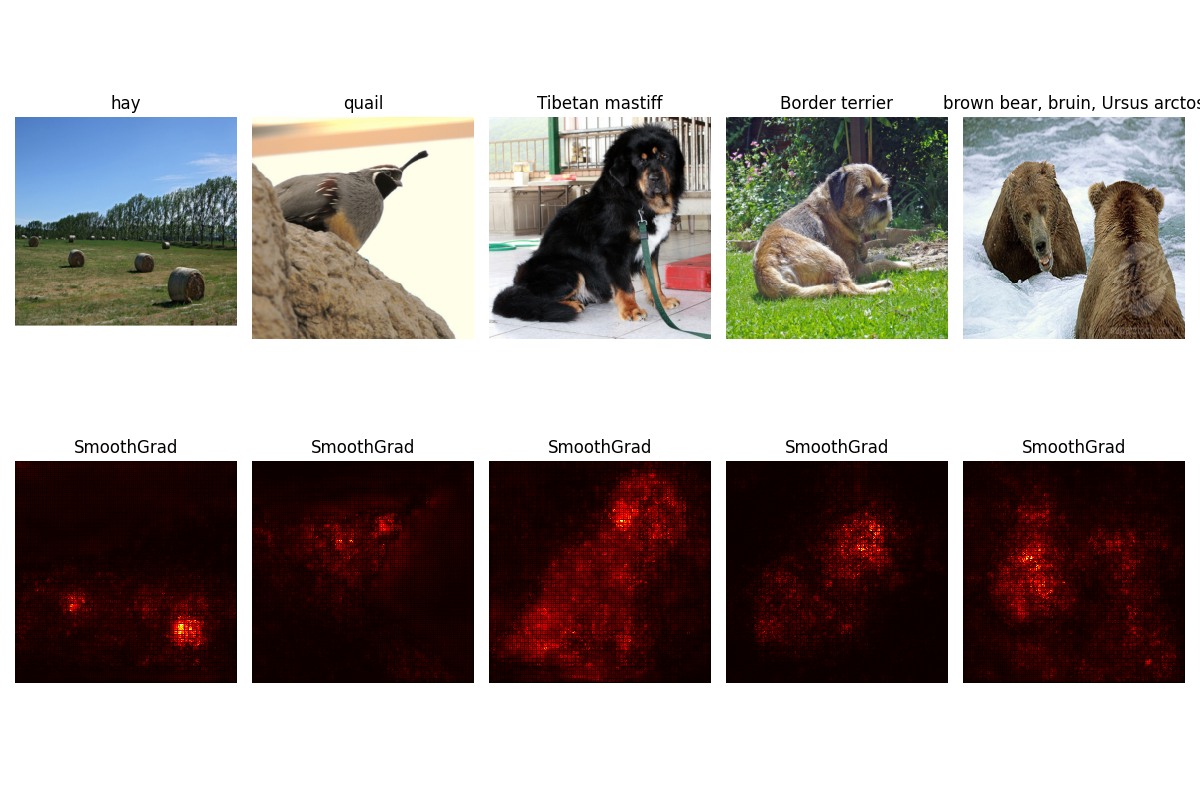 hay
quail
Tibetan mastiff
Border terrier
brown bear, bruin, Ursus arctos
SmoothGrad
SmoothGrad
SmoothGrad
SmoothGrad
SmoothGrad